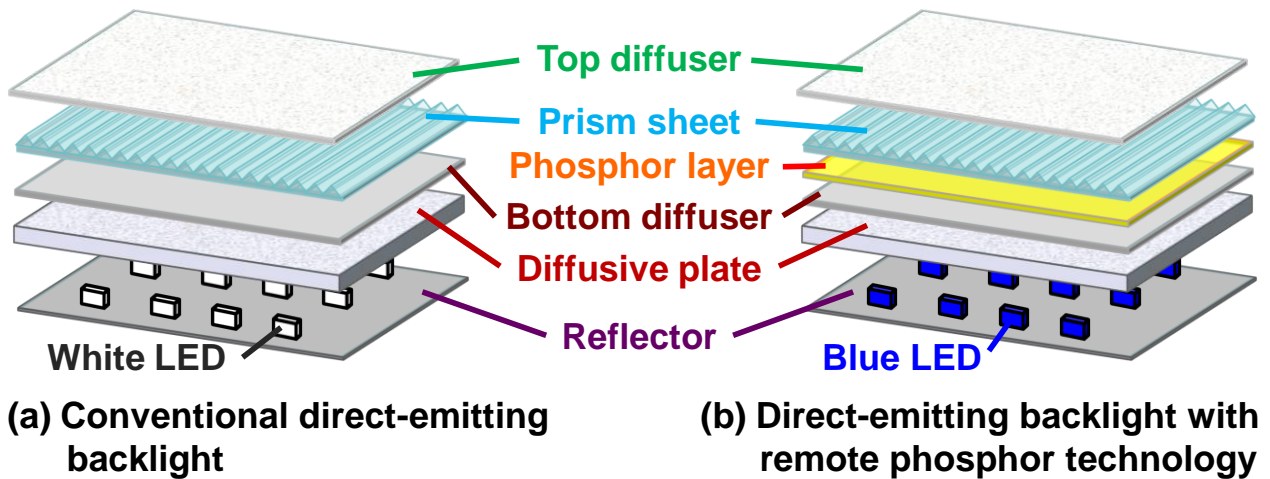 Top diffuser
Prism sheet
Phosphor layer
Bottom diffuser
Diffusive plate
Reflector
White LED
Blue LED
(a) Conventional direct-emitting
backlight
(b) Direct-emitting backlight with
remote phosphor technology